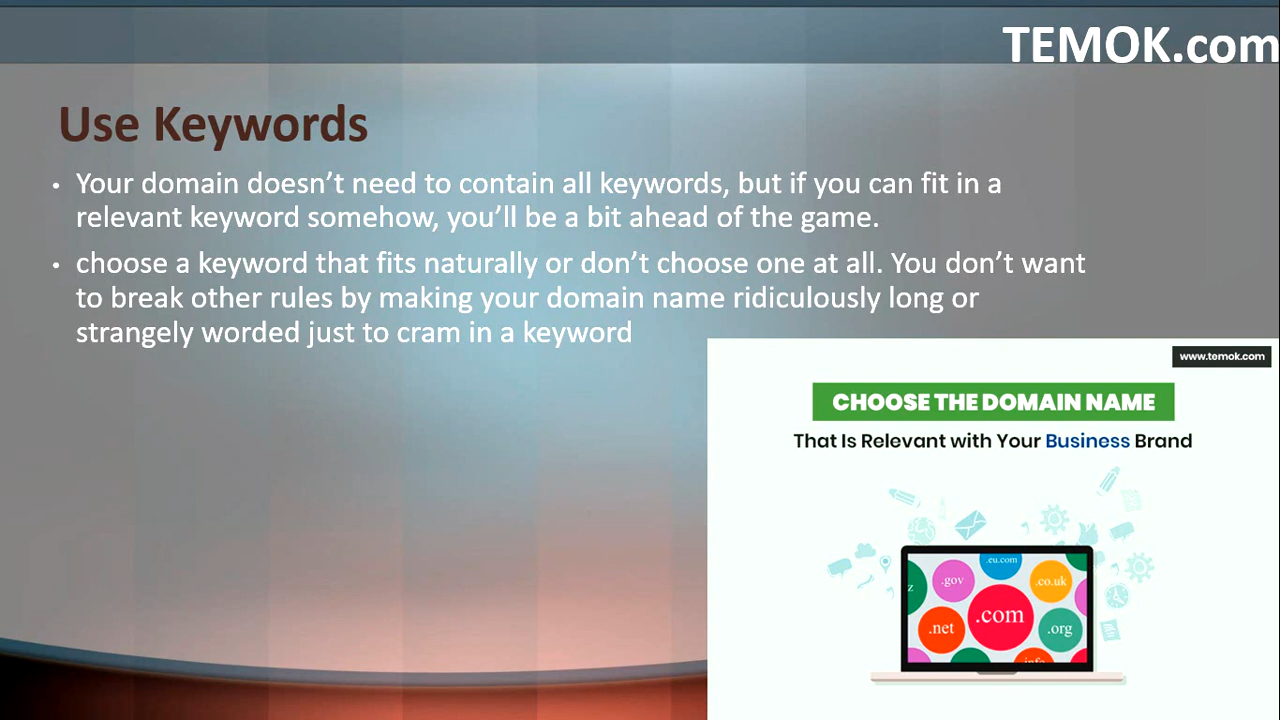 TEMOK.com
Use Keywords
• Your domain doesn’t need to contain all keywords, but if you can fit in a
relevant keyword somehow, you’ll be a bit ahead of the game.
• choose a keyword that fits naturally or don’t choose one at all. You don’t want
to break other rules by making your domain name ridiculously long or
strangely worded just to cram in a keyword
www.temok.com
CHOOSE THE DOMAIN NAME
That Is Relevant with Your Business Brand
.eu.com
.gov
.co.uk
z
.com
.net
.org
.info